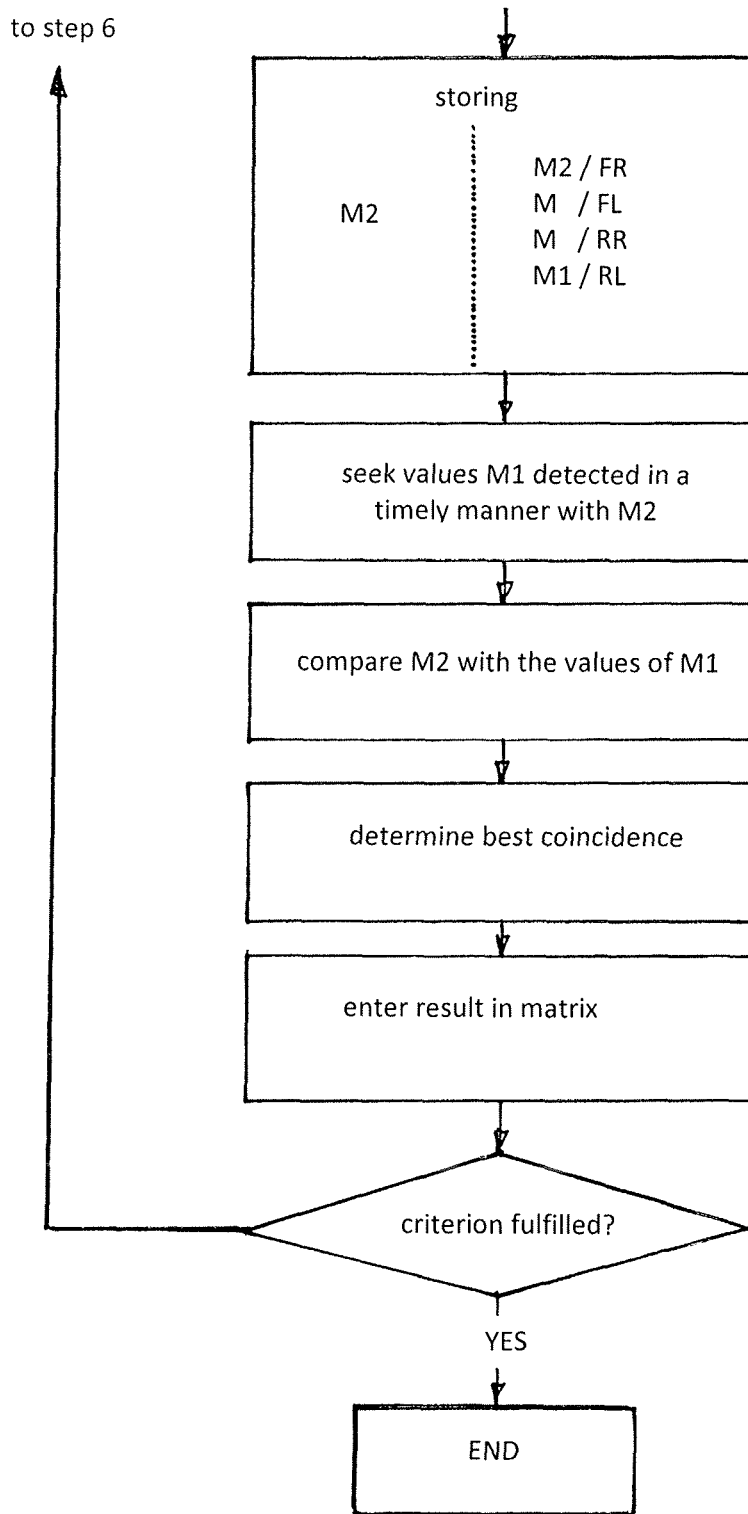 to step 6
storing
M2
M2 / FR
M / FL
M / RR
M1 / RL
seek values M1 detected in a
timely manner with M2
compare M2 with the values of M1
determine best coincidence
enter result in matrix
criterion fulfilled?
YES
END